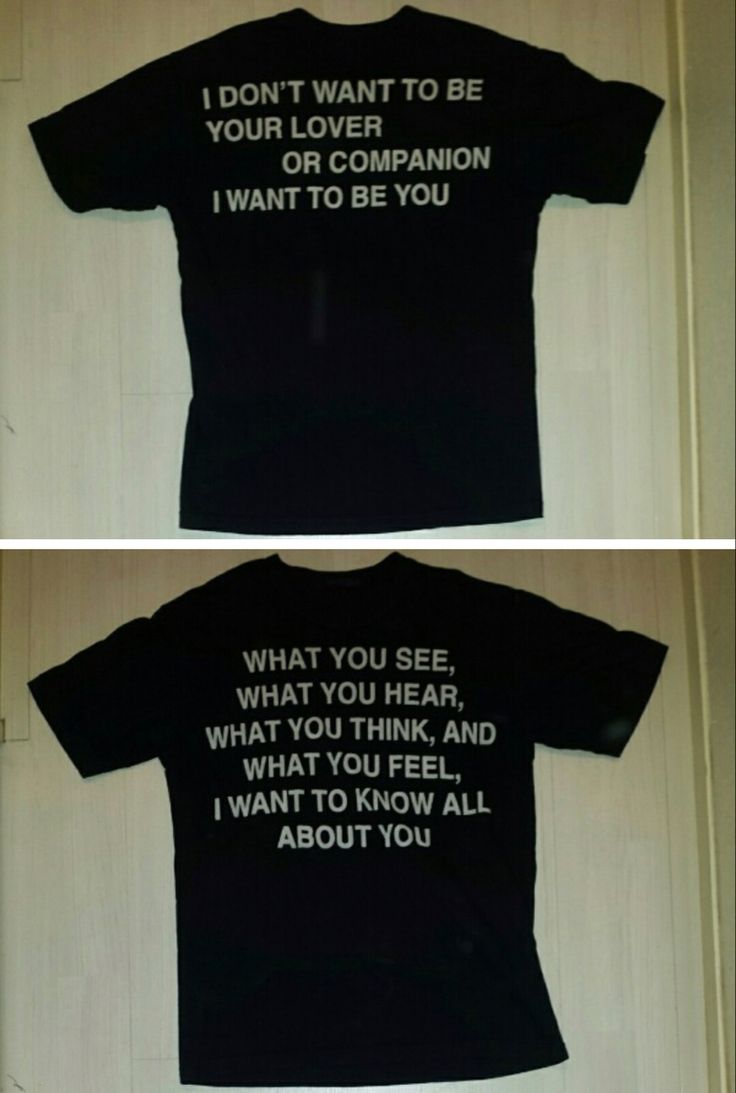 I DON'T WANT TO BE
YOUR LOVER
OR COMPANION
I WANT TO BE YOU
WHAT YOU SEE,
WHAT YOU HEAR,
WHAT YOU THINK, AND
WHAT YOU FEEL,
I WANT TO KNOW ALL
ABOUT YOU